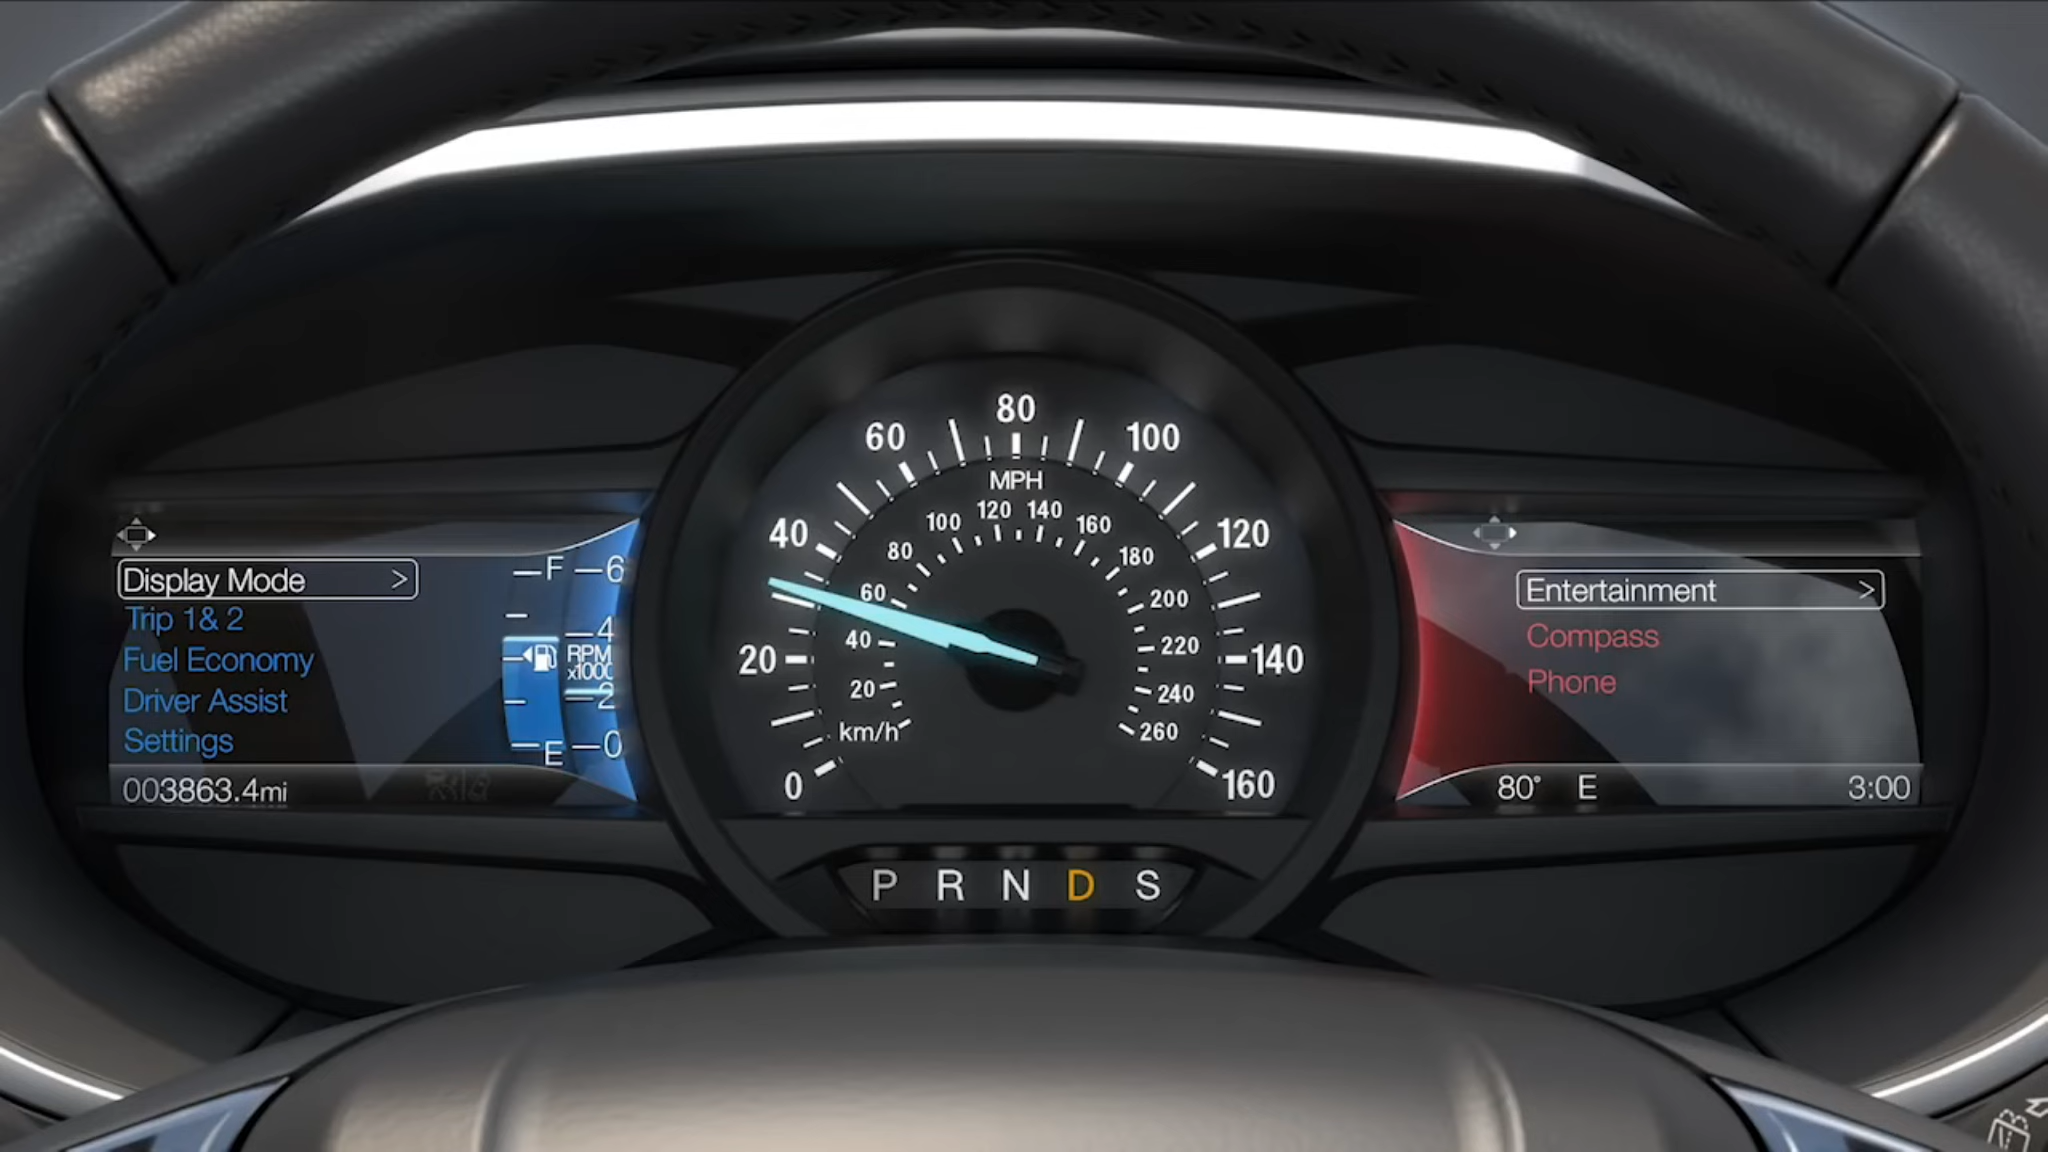 Display Mode >
Trip 1& 2
Fuel Economy
Driver Assist
Settings
003863.4mi
F
E
6
4
RPM
x1000
2
0
0
20
40
60
80
100
120
140
160
MPH
km/h
20
40
60
80
100
120
140
160
180
200
220
240
260
P R N D S
Entertainment >
Compass
Phone
80° E 3:00